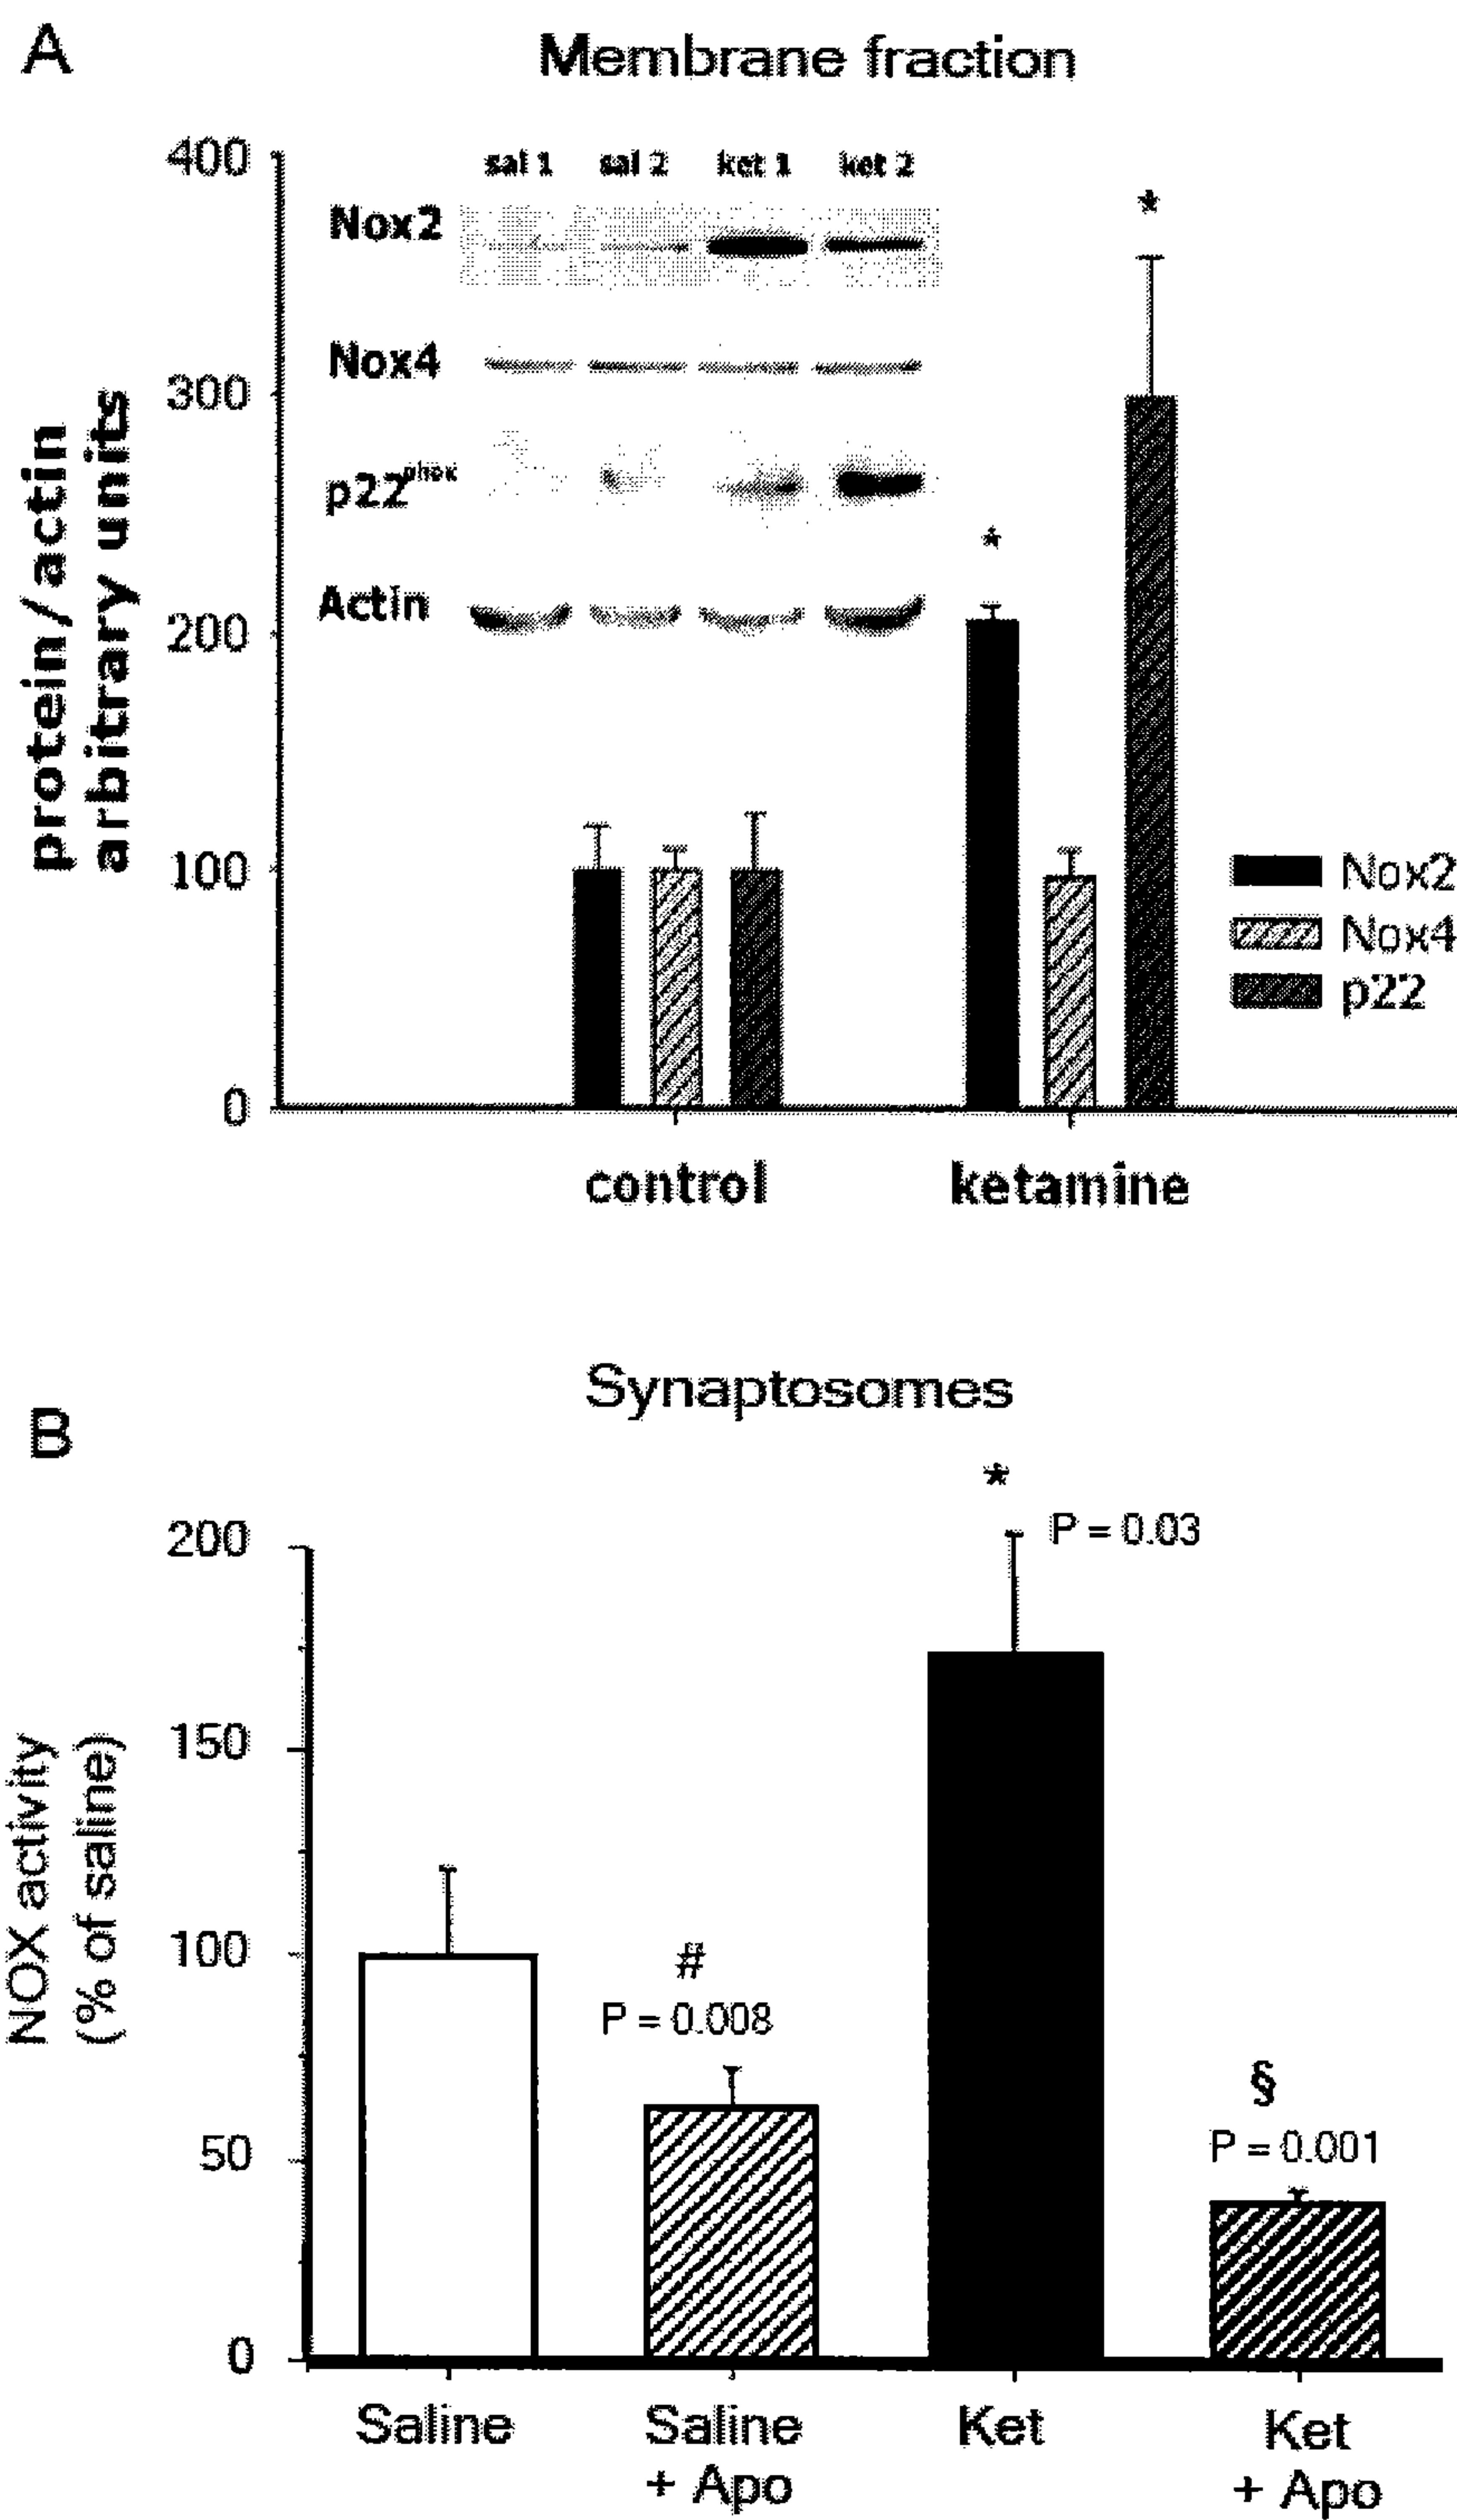 A
Membrane fraction
400
300
200
100
0
protein/actin
arbitrary units
sal 1 sal 2 ket 1 ket 2
Nox2
Nox4
p22phox
Actin
*
*
Nox2
Nox4
p22
control ketamine
B
Synaptosomes
200
150
100
50
0
NOX activity
(% of saline)
*
P = 0.03
#
P = 0.008
§
P = 0.001
Saline Saline Ket Ket
+ Apo + Apo